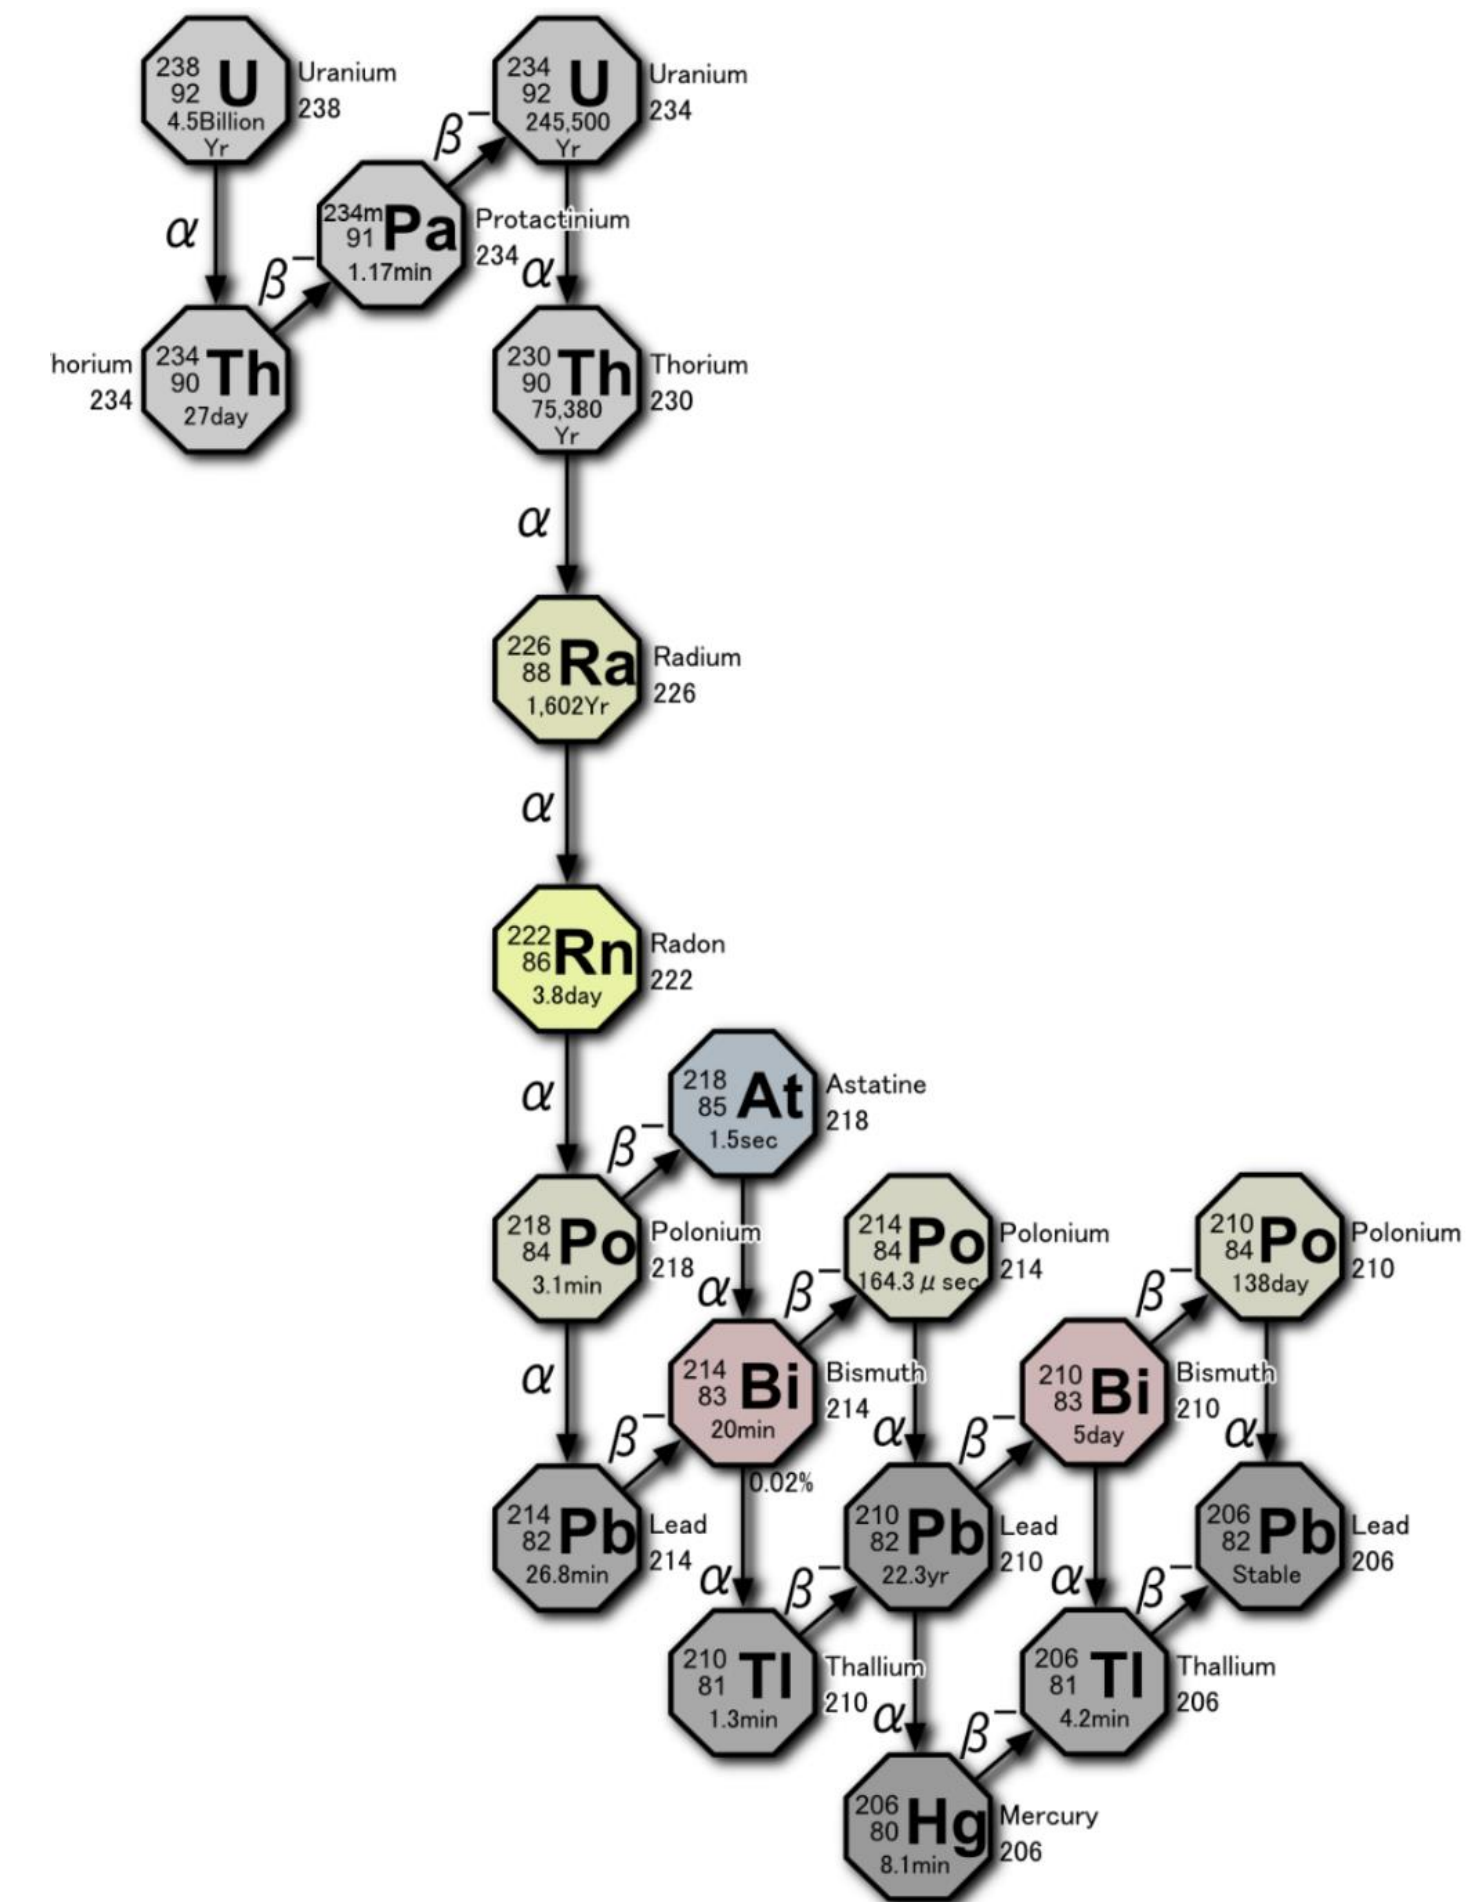 238
92 U
4.5Billion
Yr
Uranium
238
234
92 U
245,500
Yr
Uranium
234
α
β−
234m
91 Pa
1.17min
Protactinium
234
β−
α
234
90 Th
27day
horium
234
230
90 Th
75,380
Yr
Thorium
230
α
226
88 Ra
1,602Yr
Radium
226
α
222
86 Rn
3.8day
Radon
222
α
β−
218
85 At
1.5sec
Astatine
218
218
84 Po
3.1min
Polonium
218
α
β−
214
84 Po
164.3 μ sec
Polonium
214
β−
210
84 Po
138day
Polonium
210
α
β−
214
83 Bi
20min
Bismuth
214
0.02%
α
β−
210
83 Bi
5day
Bismuth
210
α
214
82 Pb
26.8min
Lead
214
α
β−
210
82 Pb
22.3yr
Lead
210
α
β−
206
82 Pb
Stable
Lead
206
210
81 Tl
1.3min
Thallium
210
α
β−
206
81 Tl
4.2min
Thallium
206
206
80 Hg
8.1min
Mercury
206